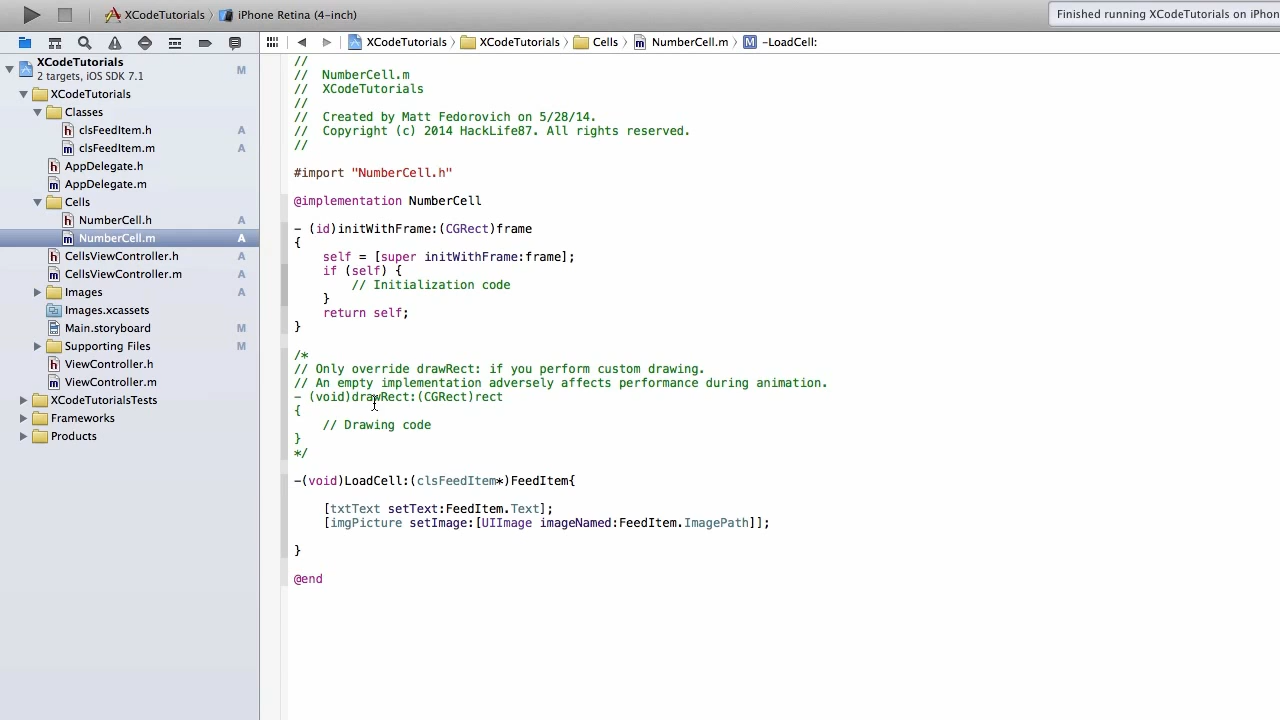 XCodeTutorials iPhone Retina (4-inch)
Finished running XCodeTutorials on iPhon
XCodeTutorials XCodeTutorials Cells NumberCell.m M -LoadCell:
XCodeTutorials M
2 targets, iOS SDK 7.1
XCodeTutorials
Classes
h clsFeedItem.h A
m clsFeedItem.m A
h AppDelegate.h
m AppDelegate.m
Cells
h NumberCell.h A
m NumberCell.m A
h CellsViewController.h A
m CellsViewController.m A
Images A
Images.xcassets
Main.storyboard M
Supporting Files M
h ViewController.h
m ViewController.m
XCodeTutorialsTests
Frameworks
Products
//
// NumberCell.m
// XCodeTutorials
//
// Created by Matt Fedorovich on 5/28/14.
// Copyright (c) 2014 HackLife87. All rights reserved.
//
#import "NumberCell.h"
@implementation NumberCell
- (id)initWithFrame:(CGRect)frame
{
self = [super initWithFrame:frame];
if (self) {
// Initialization code
}
return self;
}
/*
// Only override drawRect: if you perform custom drawing.
// An empty implementation adversely affects performance during animation.
- (void)drawRect:(CGRect)rect
{
// Drawing code
}
*/
-(void)LoadCell:(clsFeedItem*)FeedItem{
[txtText setText:FeedItem.Text];
[imgPicture setImage:[UIImage imageNamed:FeedItem.ImagePath]];
}
@end